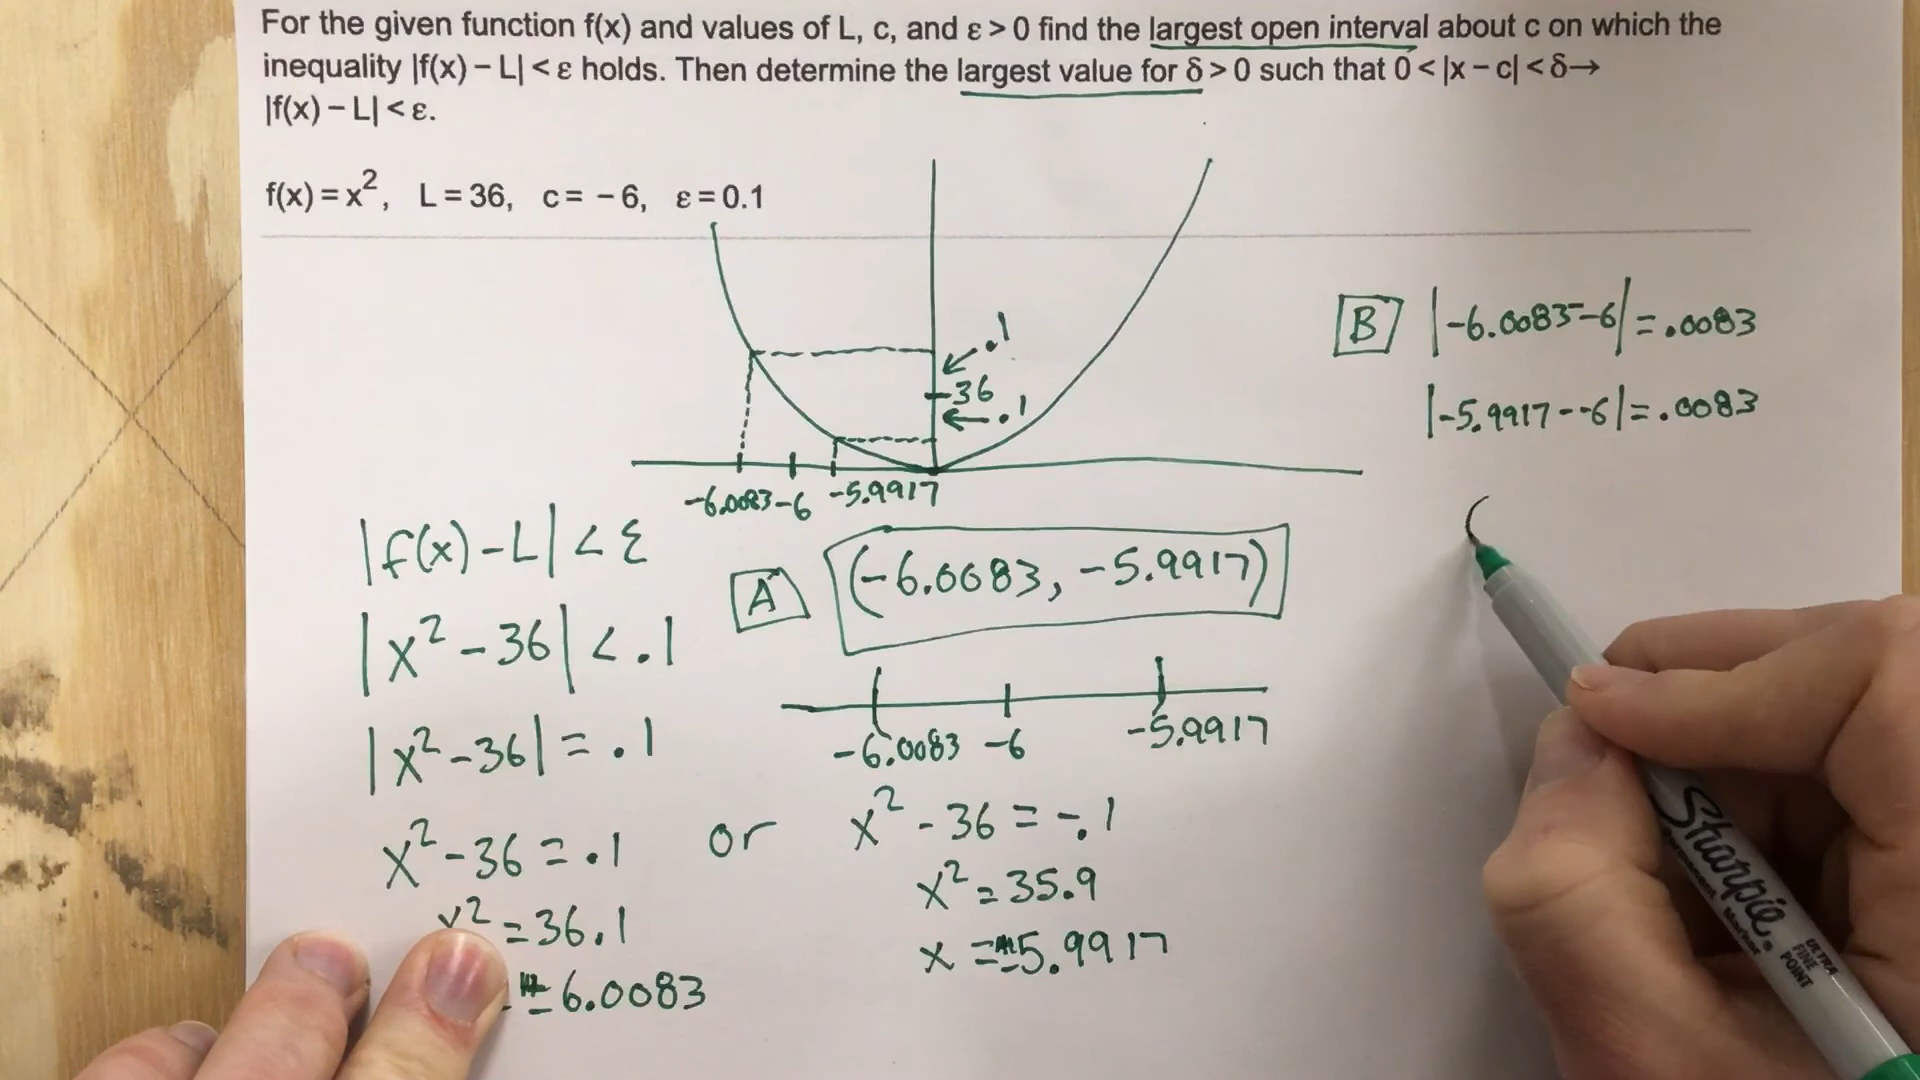 For the given function f(x) and values of L, c, and ε > 0 find the largest open interval about c on which the
inequality |f(x) − L| < ε holds. Then determine the largest value for δ > 0 such that 0 < |x − c| < δ→
|f(x) − L| < ε.
f(x) = x², L = 36, c = − 6, ε = 0.1
.1
36
.1
-6.0083 -6 -5.9917
B |-6.0083--6| = .0083
|-5.9917--6| = .0083
(
|f(x)-L| < ε
|x²-36| < .1
|x²-36| = .1
x²-36 = .1 or x²-36 = -.1
x² = 36.1
6.0083
x² = 35.9
x = -5.9917
A (-6.0083, -5.9917)
-6.0083 -6 -5.9917
Sharpie.
ULTRA
FINE
POINT